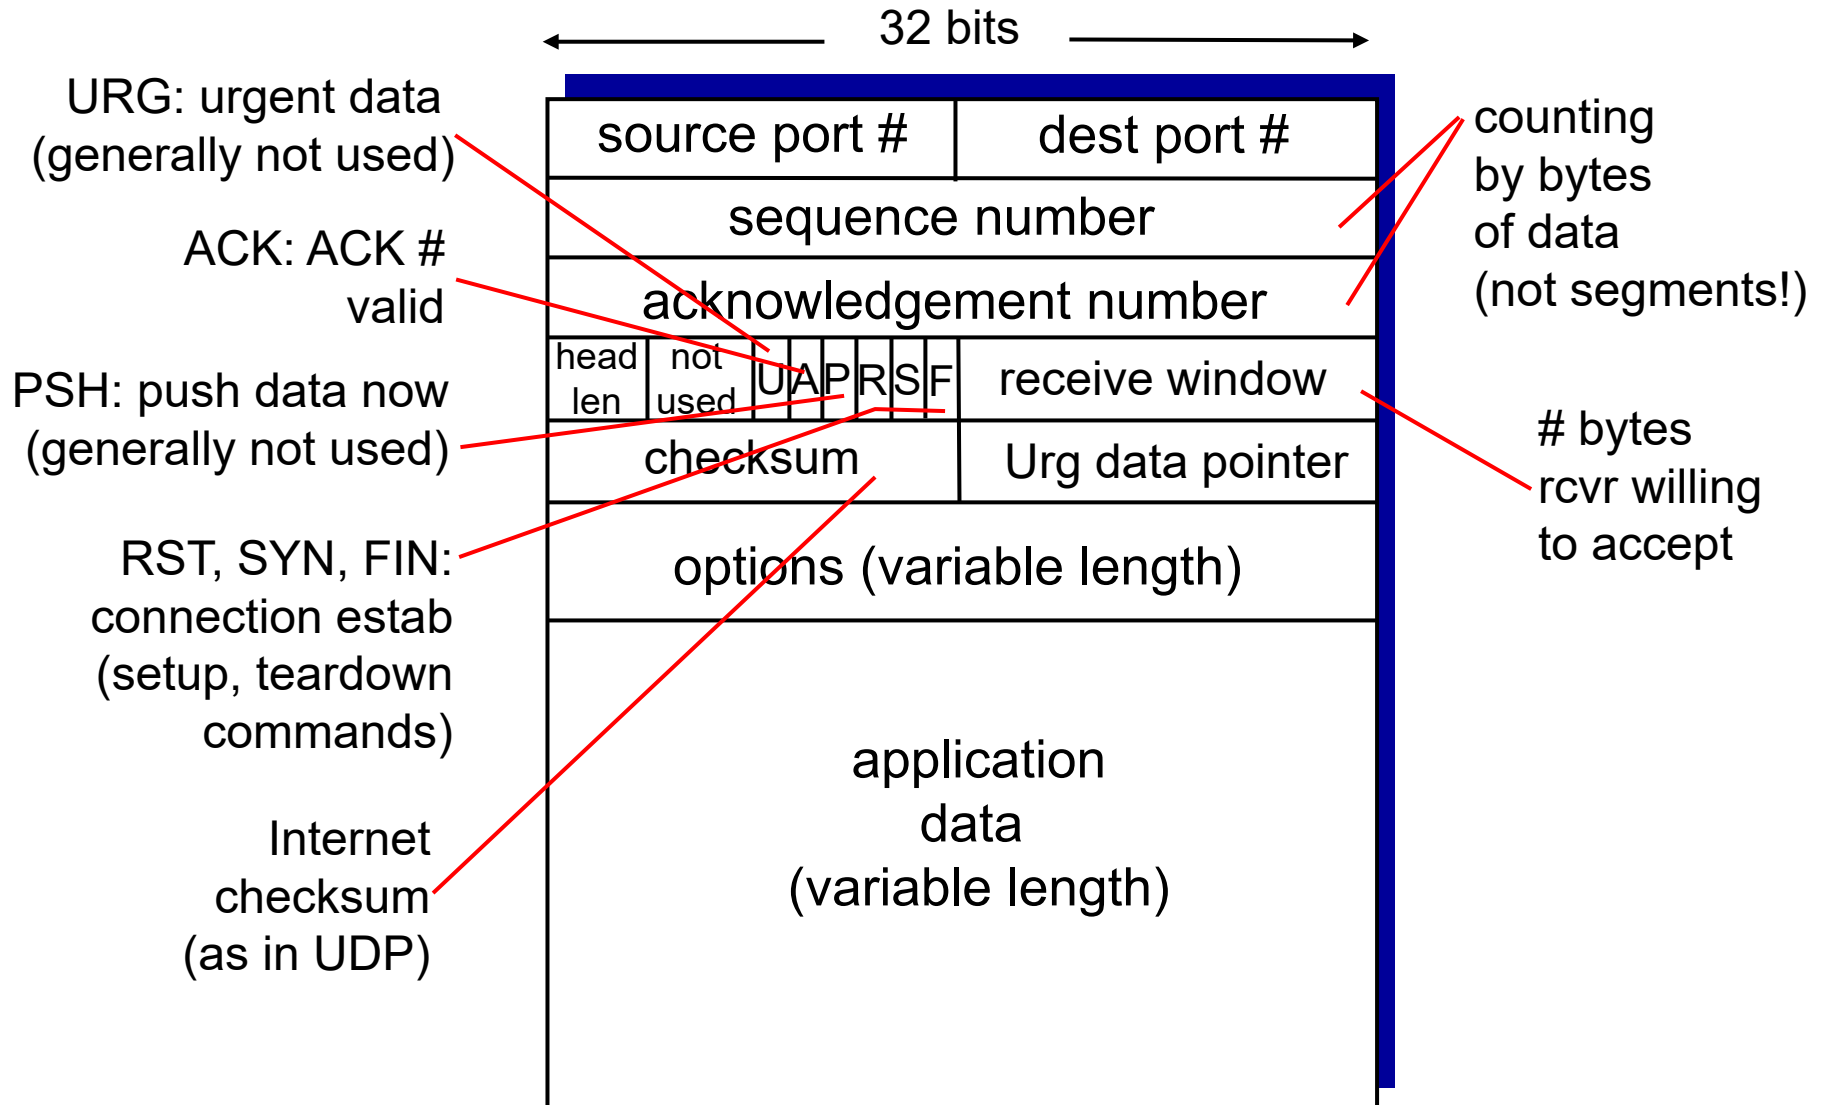 32 bits
URG: urgent data
(generally not used)
ACK: ACK #
valid
PSH: push data now
(generally not used)
RST, SYN, FIN:
connection estab
(setup, teardown
commands)
Internet
checksum
(as in UDP)
source port #
dest port #
sequence number
acknowledgement number
head
len
not
used
U
A
P
R
S
F
receive window
checksum
Urg data pointer
options (variable length)
application
data
(variable length)
counting
by bytes
of data
(not segments!)
# bytes
rcvr willing
to accept